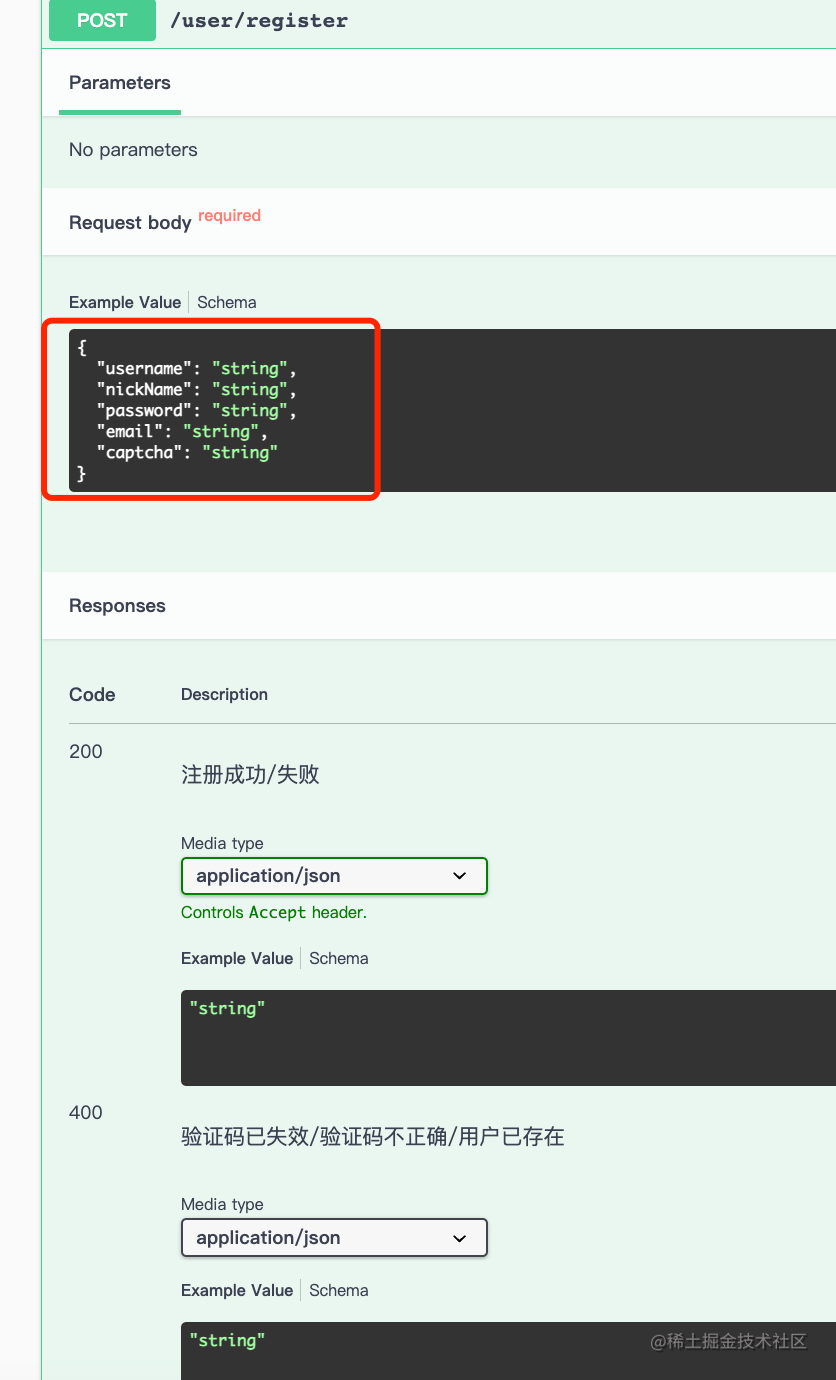 POST /user/register
Parameters
No parameters
Request body required
Example Value Schema
{
  "username": "string",
  "nickName": "string",
  "password": "string",
  "email": "string",
  "captcha": "string"
}
Responses
Code Description
200
注册成功/失败
Media type
application/json
Controls Accept header.
Example Value Schema
"string"
400
验证码已失效/验证码不正确/用户已存在
Media type
application/json
Example Value Schema
"string"
@稀土掘金技术社区